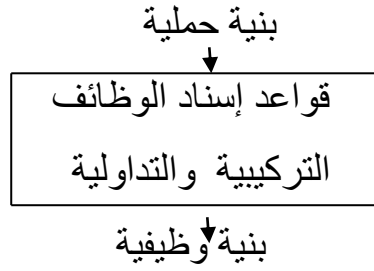 بنية حملية
قواعد إسناد الوظائف
التركيبية والتداولية
بنية وظيفية